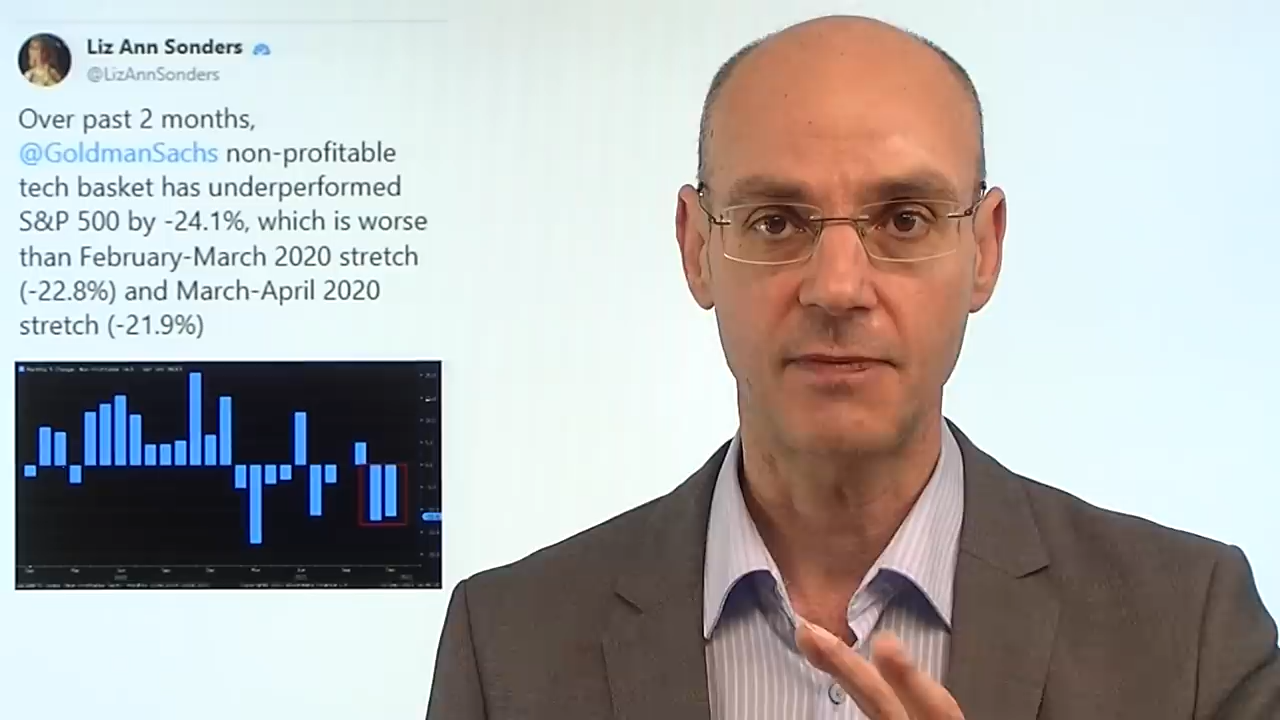 Liz Ann Sonders
@LizAnnSonders
Over past 2 months,
@GoldmanSachs non-profitable
tech basket has underperformed
S&P 500 by -24.1%, which is worse
than February-March 2020 stretch
(-22.8%) and March-April 2020
stretch (-21.9%)